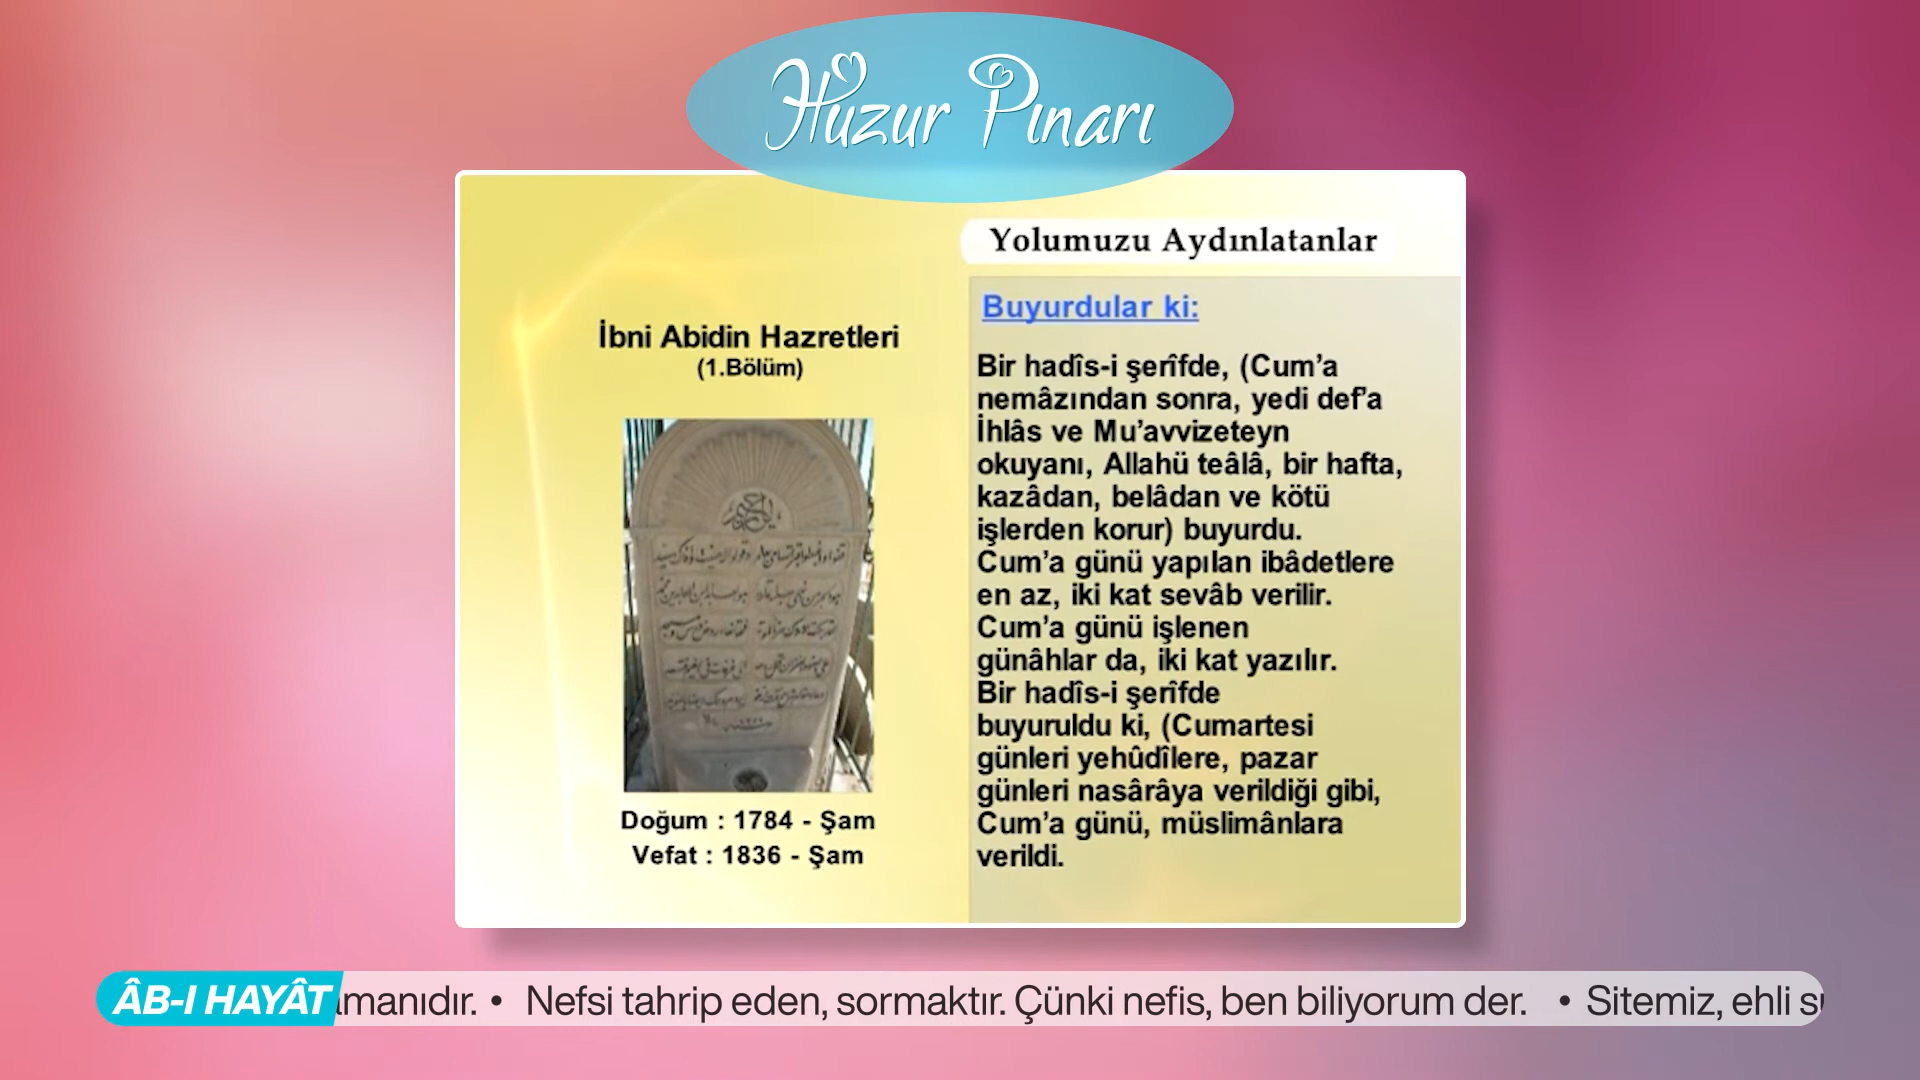 Huzur Pınarı
Yolumuzu Aydınlatanlar
İbni Abidin Hazretleri
(1.Bölüm)
Doğum : 1784 - Şam
Vefat : 1836 - Şam
Buyurdular ki:
Bir hadîs-i şerîfde, (Cum’a
nemâzından sonra, yedi def’a
İhlâs ve Mu’avvizeteyn
okuyanı, Allahü teâlâ, bir hafta,
kazâdan, belâdan ve kötü
işlerden korur) buyurdu.
Cum’a günü yapılan ibâdetlere
en az, iki kat sevâb verilir.
Cum’a günü işlenen
günâhlar da, iki kat yazılır.
Bir hadîs-i şerîfde
buyuruldu ki, (Cumartesi
günleri yehûdîlere, pazar
günleri nasârâya verildiği gibi,
Cum’a günü, müslimânlara
verildi.
ÂB-I HAYÂT manıdır. • Nefsi tahrip eden, sormaktır. Çünki nefis, ben biliyorum der. • Sitemiz, ehli